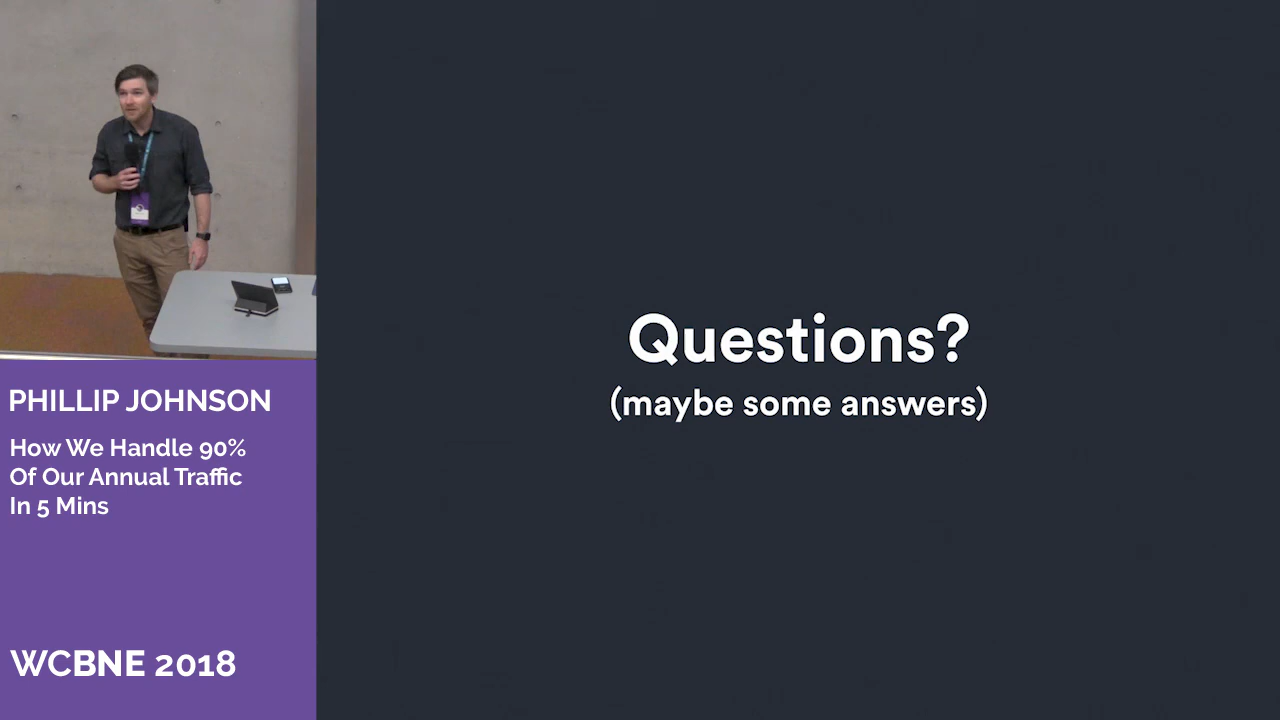 PHILLIP JOHNSON
How We Handle 90%
Of Our Annual Traffic
In 5 Mins
WCBNE 2018
Questions?
(maybe some answers)